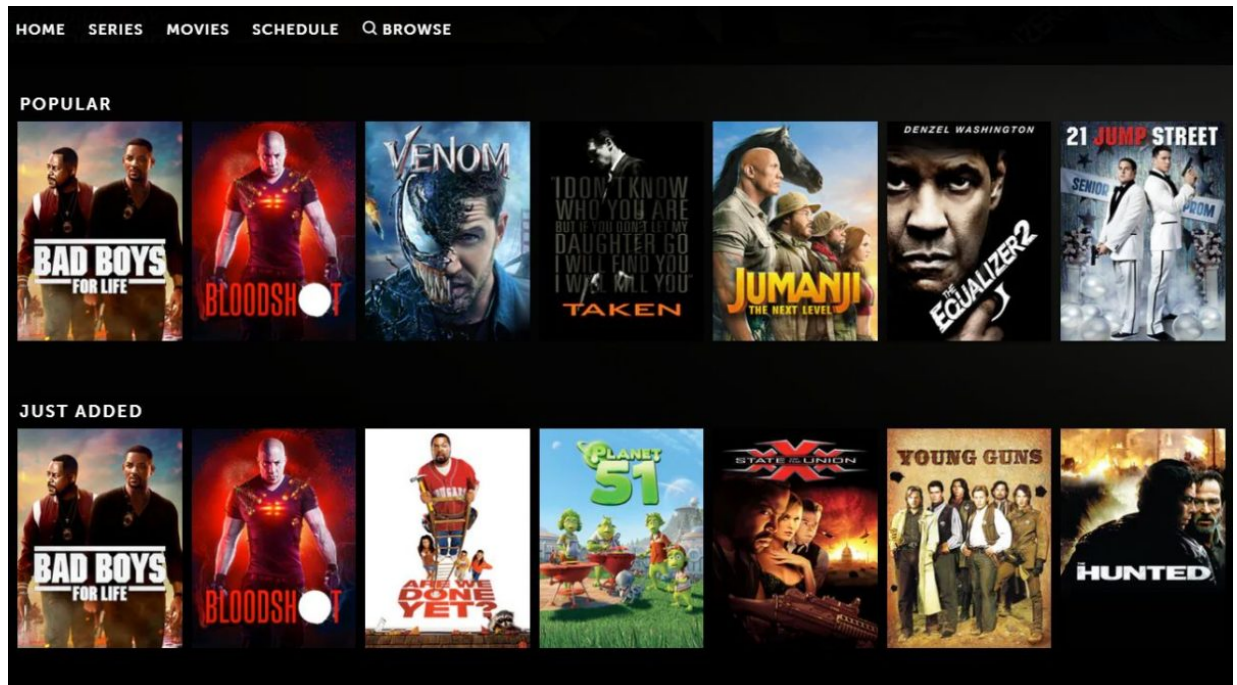 HOME SERIES MOVIES SCHEDULE BROWSE
POPULAR
BAD BOYS
FOR LIFE
BLOODSH T
VENOM
"I DON'T KNOW
WHO YOU ARE
BUT IF YOU DON'T LET MY
DAUGHTER GO
I WILL FIND YOU
I WILL KILL YOU"
TAKEN
JUMANJI
THE NEXT LEVEL
DENZEL WASHINGTON
THE
EQUALIZER 2
21 JUMP STREET
SENIOR
PROM
JUST ADDED
BAD BOYS
FOR LIFE
BLOODSH T
ARE WE
DONE
YET?
PLANET
51
XXX
STATE OF THE UNION
YOUNG GUNS
THE
HUNTED